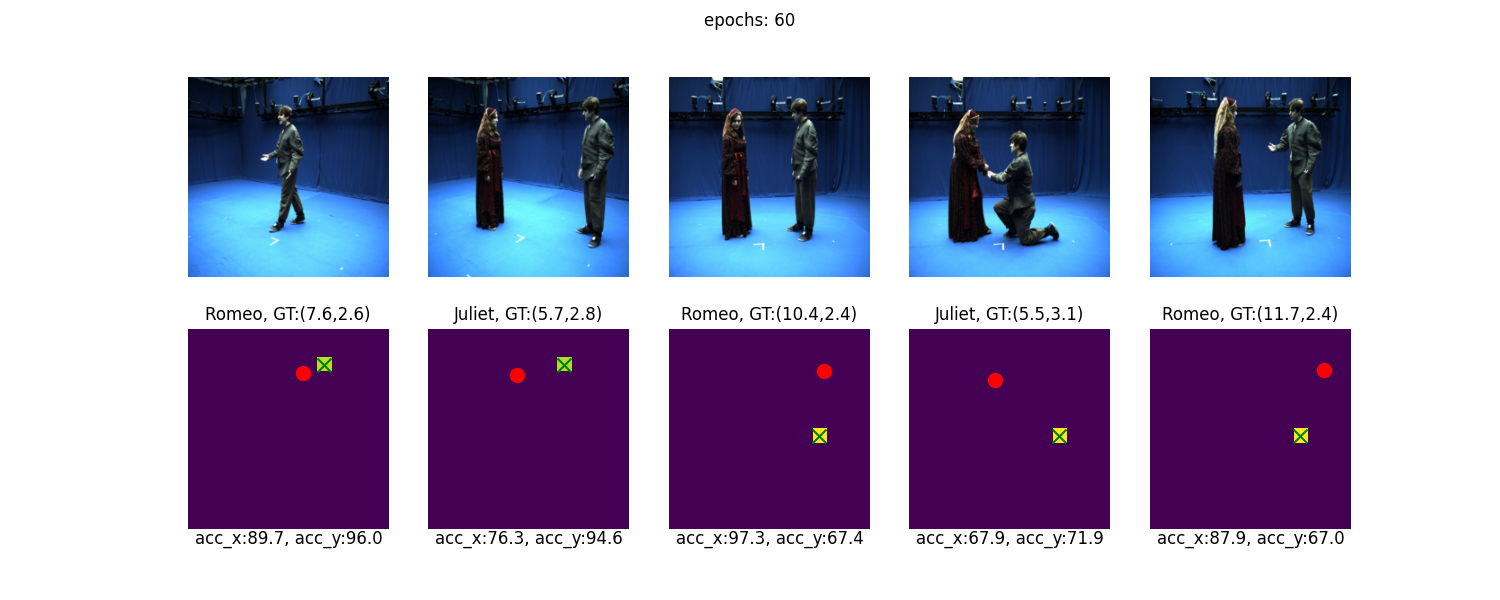 epochs: 60
Romeo, GT:(7.6,2.6)
Juliet, GT:(5.7,2.8)
Romeo, GT:(10.4,2.4)
Juliet, GT:(5.5,3.1)
Romeo, GT:(11.7,2.4)
acc_x:89.7, acc_y:96.0
acc_x:76.3, acc_y:94.6
acc_x:97.3, acc_y:67.4
acc_x:67.9, acc_y:71.9
acc_x:87.9, acc_y:67.0